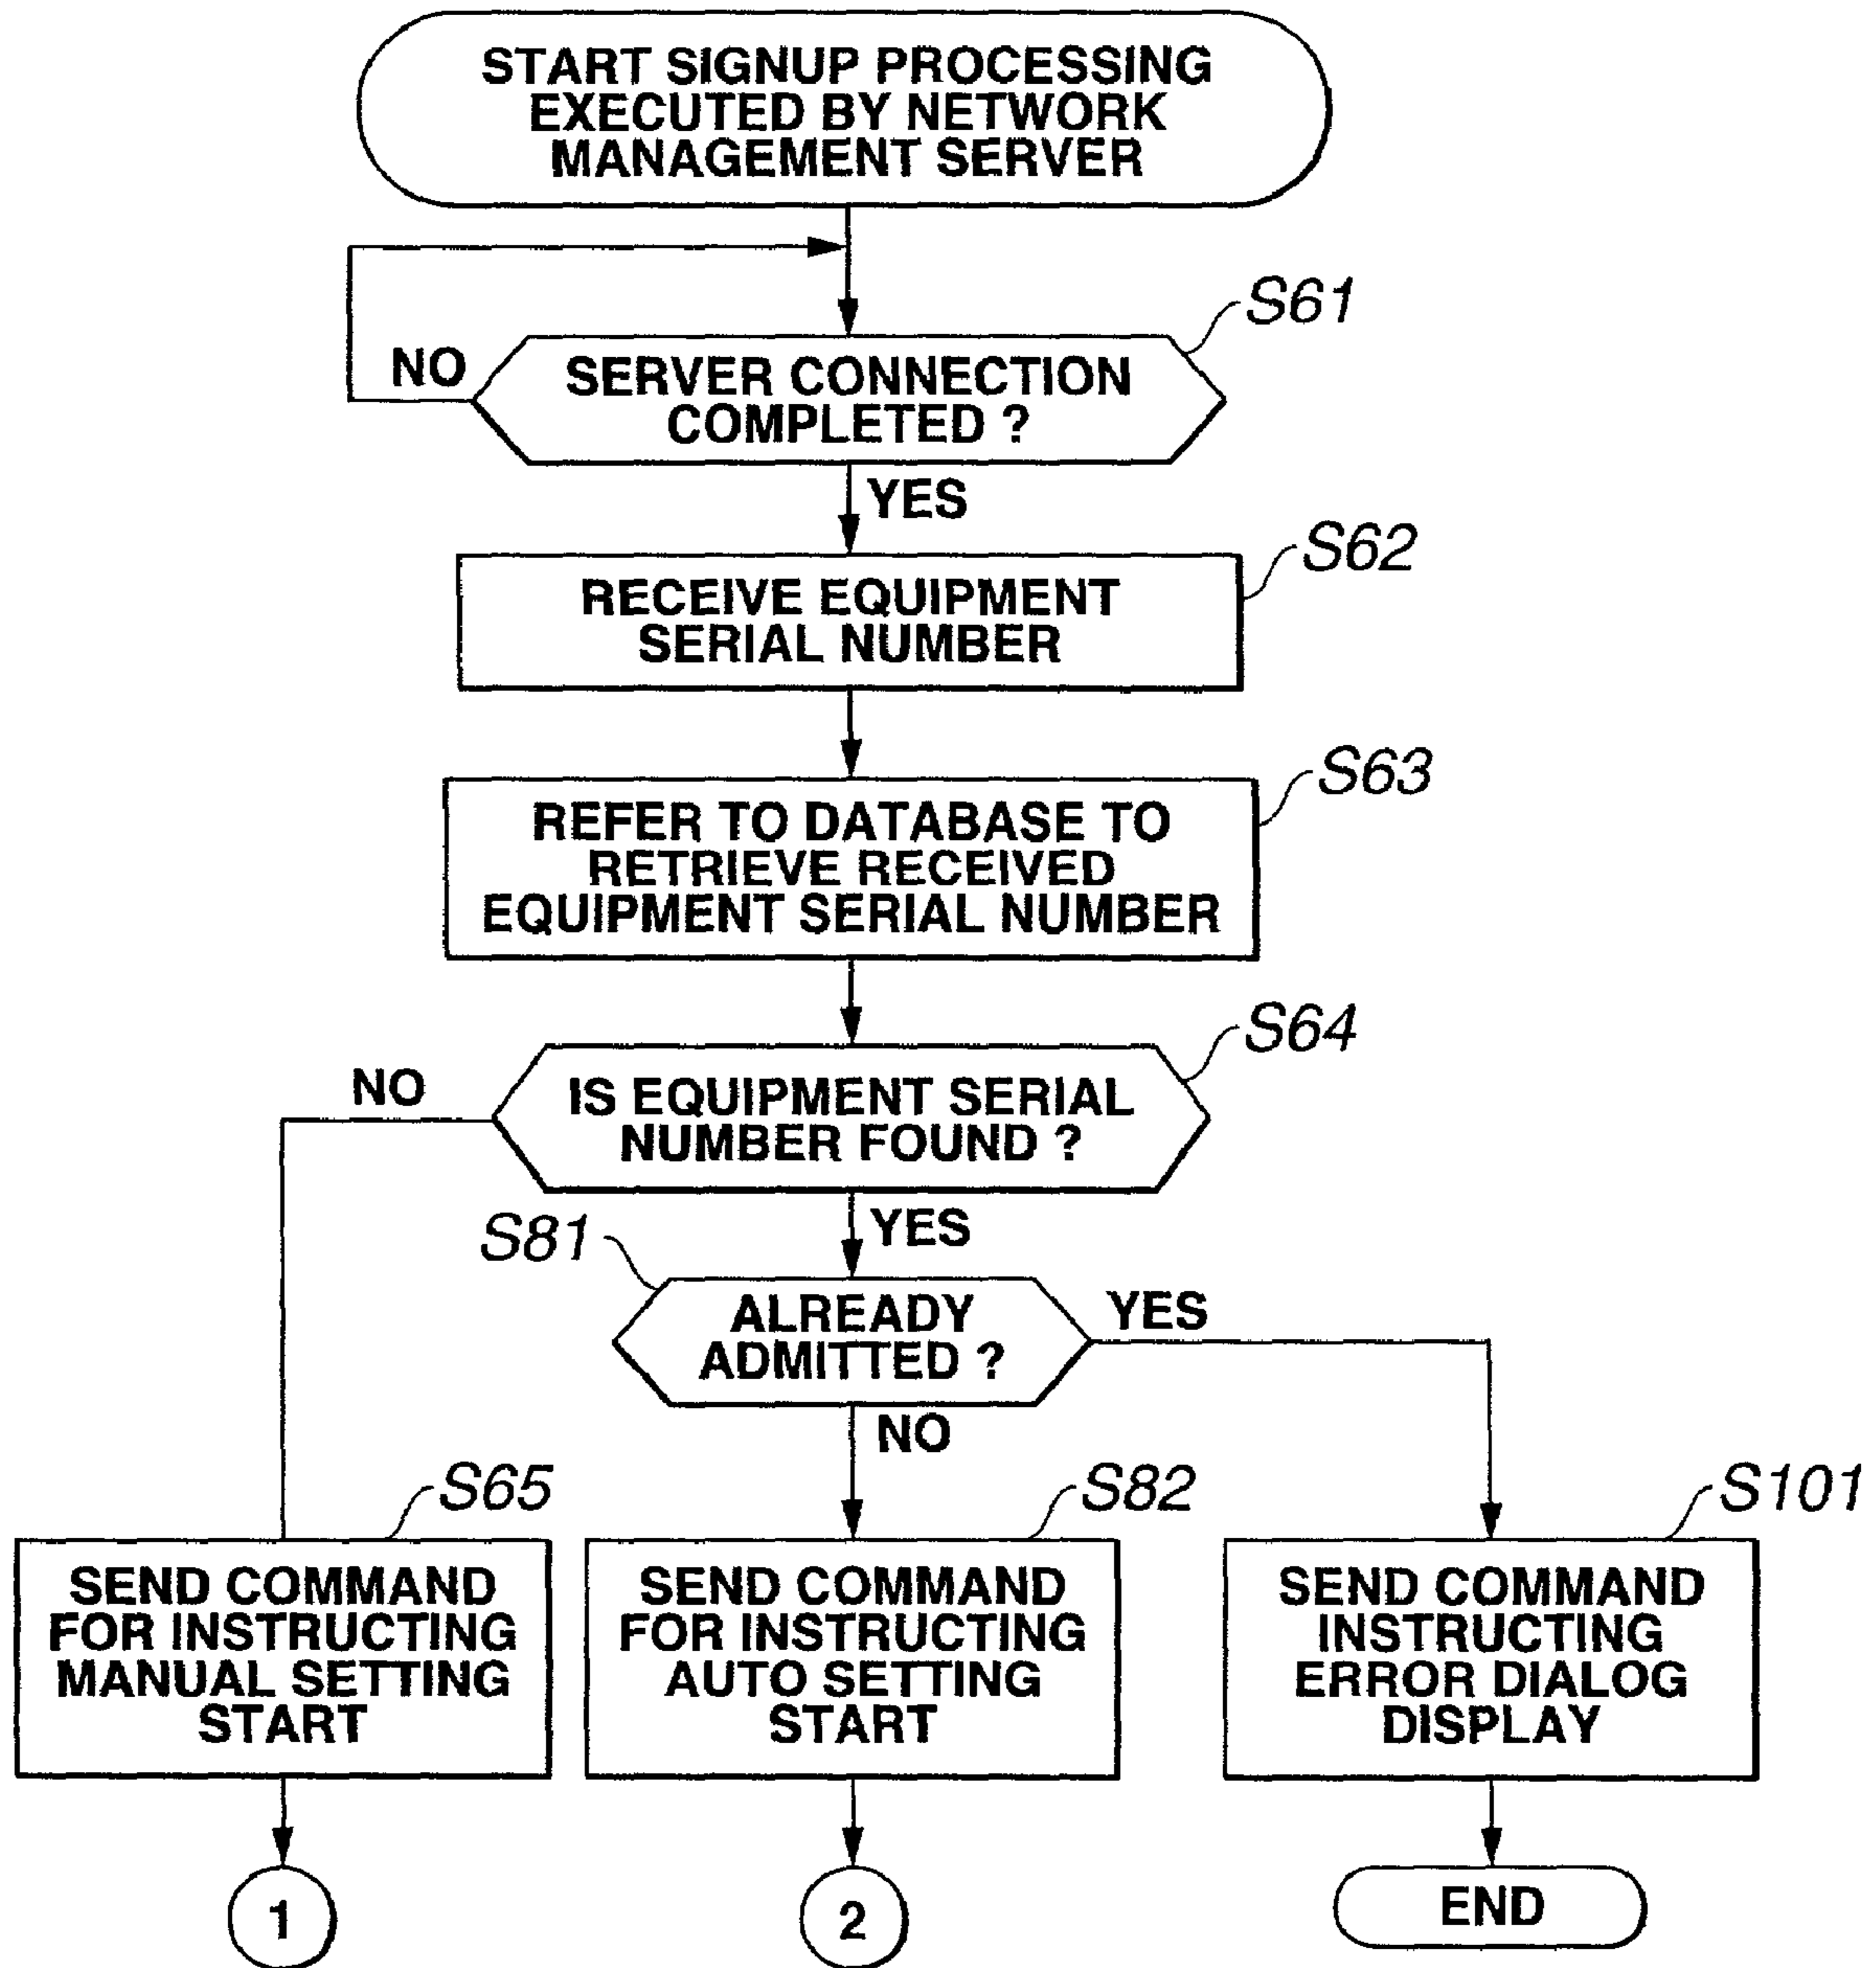 START SIGNUP PROCESSING
EXECUTED BY NETWORK
MANAGEMENT SERVER
S61
NO
SERVER CONNECTION
COMPLETED ?
YES
S62
RECEIVE EQUIPMENT
SERIAL NUMBER
S63
REFER TO DATABASE TO
RETRIEVE RECEIVED
EQUIPMENT SERIAL NUMBER
S64
NO
IS EQUIPMENT SERIAL
NUMBER FOUND ?
YES
S81
ALREADY
ADMITTED ?
YES
NO
S65
SEND COMMAND
FOR INSTRUCTING
MANUAL SETTING
START
S82
SEND COMMAND
FOR INSTRUCTING
AUTO SETTING
START
S101
SEND COMMAND
INSTRUCTING
ERROR DIALOG
DISPLAY
1
2
END